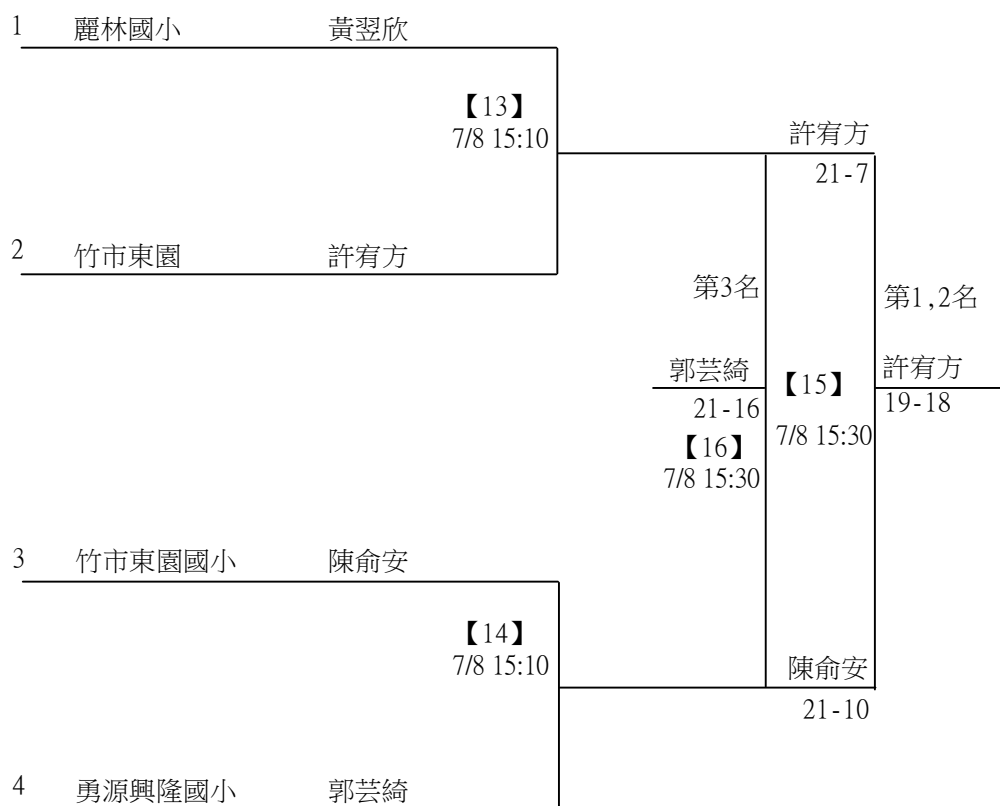 1 麗林國小 黃翌欣
【13】
7/8 15:10
許宥方
21-7
2 竹市東園 許宥方
第3名
第1,2名
郭芸綺
21-16
【16】
7/8 15:30
【15】
7/8 15:30
許宥方
19-18
3 竹市東園國小 陳俞安
【14】
7/8 15:10
陳俞安
21-10
4 勇源興隆國小 郭芸綺